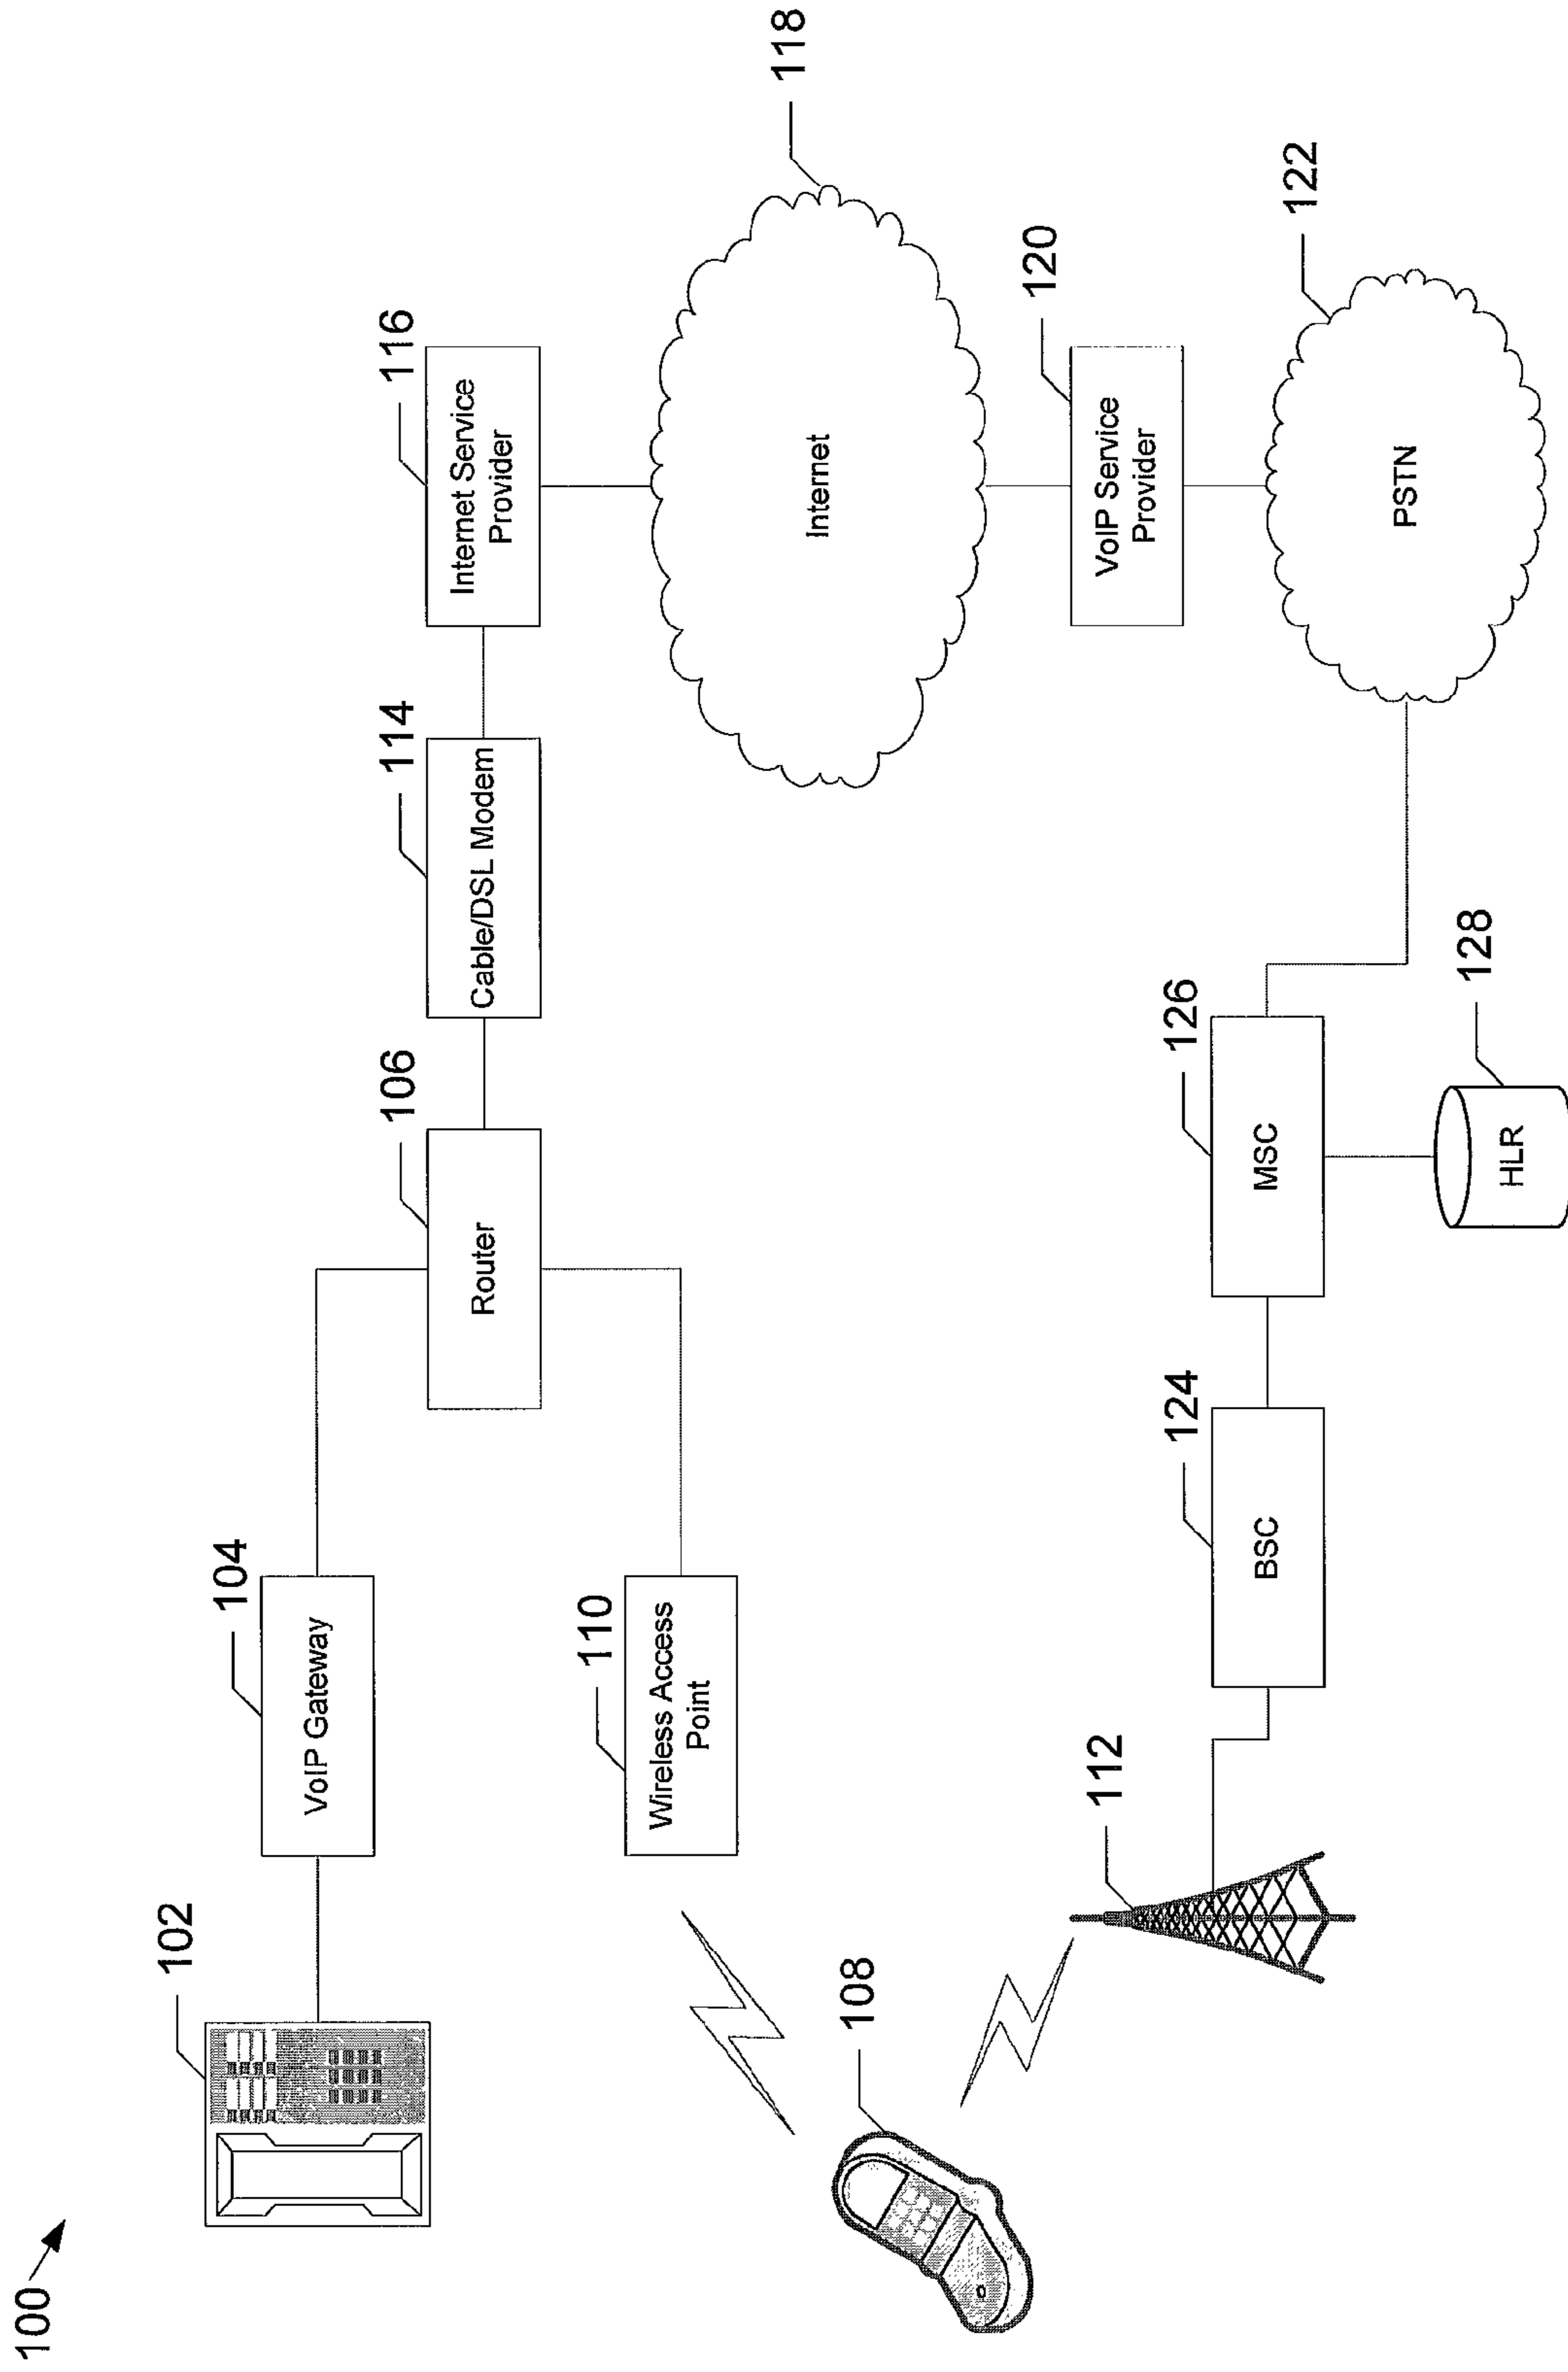 100
102
104
VoIP Gateway
106
Router
114
Cable/DSL Modem
116
Internet Service
Provider
110
Wireless Access
Point
118
Internet
108
120
VoIP Service
Provider
112
124
BSC
126
MSC
122
PSTN
128
HLR